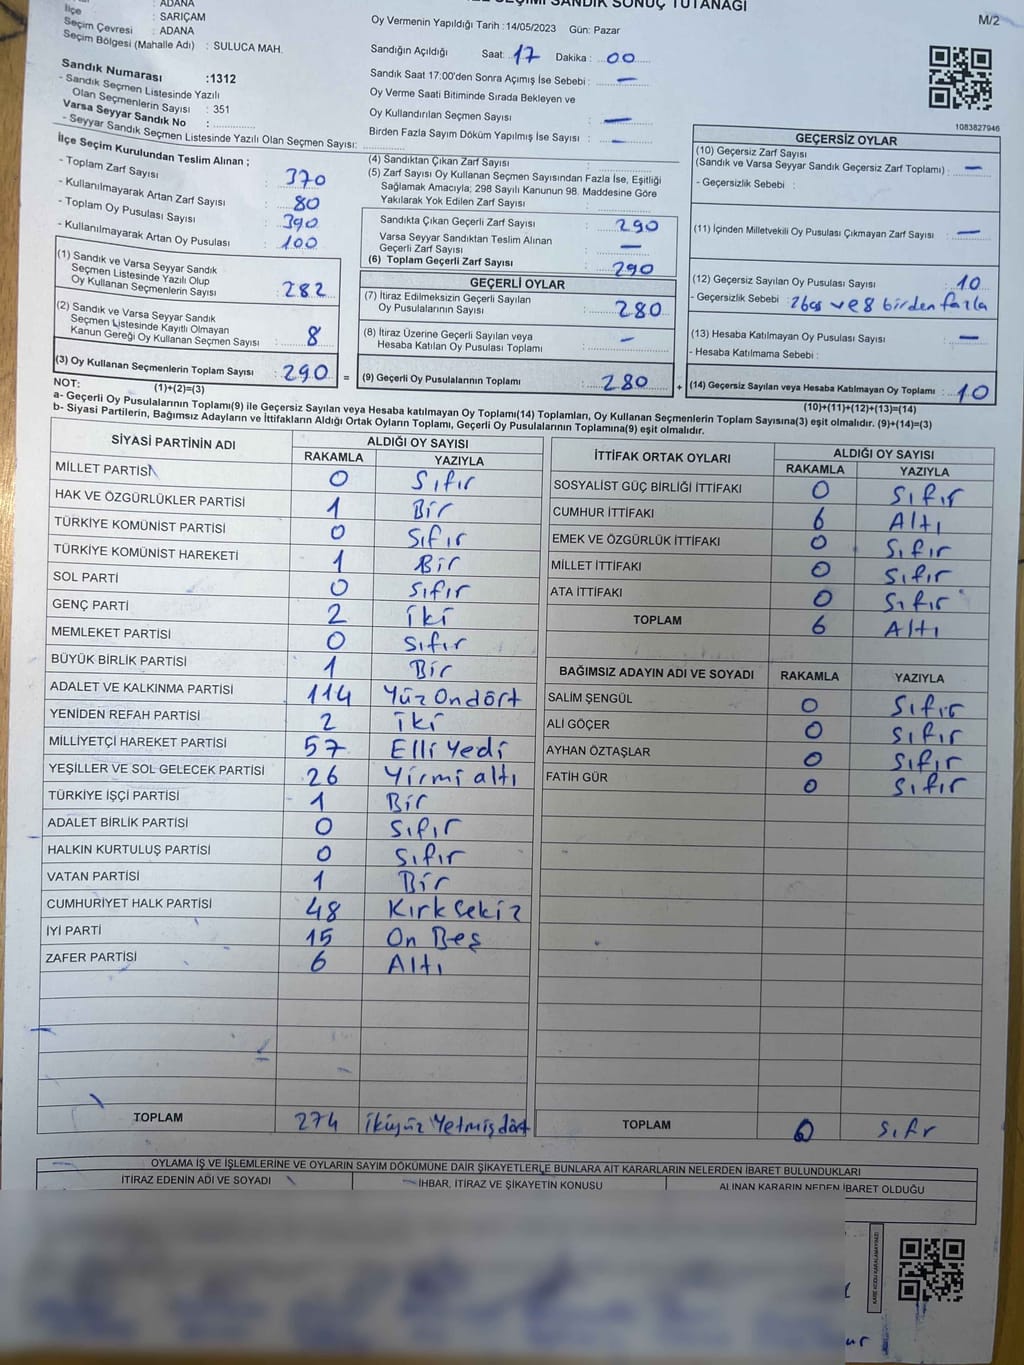 SEÇİMİ SANDIK SONUÇ TUTANAĞI
M/2
: ADANA
İlçe : SARIÇAM
Seçim Çevresi : ADANA
Seçim Bölgesi (Mahalle Adı) : SULUCA MAH.
Sandık Numarası :1312
- Sandık Seçmen Listesinde Yazılı
Olan Seçmenlerin Sayısı : 351
Varsa Seyyar Sandık No :
- Seyyar Sandık Seçmen Listesinde Yazılı Olan Seçmen Sayısı:
Oy Vermenin Yapıldığı Tarih : 14/05/2023 Gün: Pazar
Sandığın Açıldığı Saat: 17 Dakika : 00
Sandık Saat 17:00'den Sonra Açımış İse Sebebi : —
Oy Verme Saati Bitiminde Sırada Bekleyen ve
Oy Kullandırılan Seçmen Sayısı : —
Birden Fazla Sayım Döküm Yapılmış İse Sayısı : —
1083827946
İlçe Seçim Kurulundan Teslim Alınan ;
- Toplam Zarf Sayısı : 370
- Kullanılmayarak Artan Zarf Sayısı : 80
- Toplam Oy Pusulası Sayısı : 390
- Kullanılmayarak Artan Oy Pusulası : 100
(1) Sandık ve Varsa Seyyar Sandık
Seçmen Listesinde Yazılı Olup
Oy Kullanan Seçmenlerin Sayısı : 282
(2) Sandık ve Varsa Seyyar Sandık
Seçmen Listesinde Kayıtlı Olmayan
Kanun Gereği Oy Kullanan Seçmen Sayısı : 8
(3) Oy Kullanan Seçmenlerin Toplam Sayısı : 290 =
(1)+(2)=(3)
(4) Sandıktan Çıkan Zarf Sayısı :
(5) Zarf Sayısı Oy Kullanan Seçmen Sayısından Fazla İse, Eşitliği
Sağlamak Amacıyla; 298 Sayılı Kanunun 98. Maddesine Göre
Yakılarak Yok Edilen Zarf Sayısı :
Sandıkta Çıkan Geçerli Zarf Sayısı : 290
Varsa Seyyar Sandıktan Teslim Alınan
Geçerli Zarf Sayısı : —
(6) Toplam Geçerli Zarf Sayısı : 290
GEÇERLİ OYLAR
(7) İtiraz Edilmeksizin Geçerli Sayılan
Oy Pusulalarının Sayısı : 280
(8) İtiraz Üzerine Geçerli Sayılan veya
Hesaba Katılan Oy Pusulası Toplamı : —
(9) Geçerli Oy Pusulalarının Toplamı : 280 +
GEÇERSİZ OYLAR
(10) Geçersiz Zarf Sayısı
(Sandık ve Varsa Seyyar Sandık Geçersiz Zarf Toplamı) : —
- Geçersizlik Sebebi :
(11) İçinden Milletvekili Oy Pusulası Çıkmayan Zarf Sayısı : —
(12) Geçersiz Sayılan Oy Pusulası Sayısı : 10
- Geçersizlik Sebebi : 2 boş ve 8 birden fazla
(13) Hesaba Katılmayan Oy Pusulası Sayısı : —
- Hesaba Katılmama Sebebi :
(14) Geçersiz Sayılan veya Hesaba Katılmayan Oy Toplamı : 10
(10)+(11)+(12)+(13)=(14)
NOT:
a- Geçerli Oy Pusulalarının Toplamı(9) ile Geçersiz Sayılan veya Hesaba katılmayan Oy Toplamı(14) Toplamları, Oy Kullanan Seçmenlerin Toplam Sayısına(3) eşit olmalıdır. (9)+(14)=(3)
b- Siyasi Partilerin, Bağımsız Adayların ve İttifakların Aldığı Ortak Oyların Toplamı, Geçerli Oy Pusulalarının Toplamına(9) eşit olmalıdır.
SİYASİ PARTİNİN ADI ALDIĞI OY SAYISI
RAKAMLA YAZIYLA
MİLLET PARTİSİ 0 Sıfır
HAK VE ÖZGÜRLÜKLER PARTİSİ 1 Bir
TÜRKİYE KOMÜNİST PARTİSİ 0 Sıfır
TÜRKİYE KOMÜNİST HAREKETİ 1 Bir
SOL PARTİ 0 Sıfır
GENÇ PARTİ 2 İki
MEMLEKET PARTİSİ 0 Sıfır
BÜYÜK BİRLİK PARTİSİ 1 Bir
ADALET VE KALKINMA PARTİSİ 114 Yüz Ondört
YENİDEN REFAH PARTİSİ 2 İki
MİLLİYETÇİ HAREKET PARTİSİ 57 Elli Yedi
YEŞİLLER VE SOL GELECEK PARTİSİ 26 Yirmi altı
TÜRKİYE İŞÇİ PARTİSİ 1 Bir
ADALET BİRLİK PARTİSİ 0 Sıfır
HALKIN KURTULUŞ PARTİSİ 0 Sıfır
VATAN PARTİSİ 1 Bir
CUMHURİYET HALK PARTİSİ 48 Kırk Sekiz
İYİ PARTİ 15 On Beş
ZAFER PARTİSİ 6 Altı
TOPLAM 274 İkiyüz Yetmişdört
İTTİFAK ORTAK OYLARI ALDIĞI OY SAYISI
RAKAMLA YAZIYLA
SOSYALİST GÜÇ BİRLİĞİ İTTİFAKI 0 Sıfır
CUMHUR İTTİFAKI 6 Altı
EMEK VE ÖZGÜRLÜK İTTİFAKI 0 Sıfır
MİLLET İTTİFAKI 0 Sıfır
ATA İTTİFAKI 0 Sıfır
TOPLAM 6 Altı
BAĞIMSIZ ADAYIN ADI VE SOYADI RAKAMLA YAZIYLA
SALİM ŞENGÜL 0 Sıfır
ALİ GÖÇER 0 Sıfır
AYHAN ÖZTAŞLAR 0 Sıfır
FATİH GÜR 0 Sıfır
TOPLAM 0 Sıfr
OYLAMA İŞ VE İŞLEMLERİNE VE OYLARIN SAYIM DÖKÜMÜNE DAİR ŞİKAYETLERLE BUNLARA AİT KARARLARIN NELERDEN İBARET BULUNDUKLARI
İTİRAZ EDENİN ADI VE SOYADI İHBAR, İTİRAZ VE ŞİKAYETİN KONUSU ALINAN KARARIN NEDEN İBARET OLDUĞU
KARE KODU KARALAMAYINIZ!